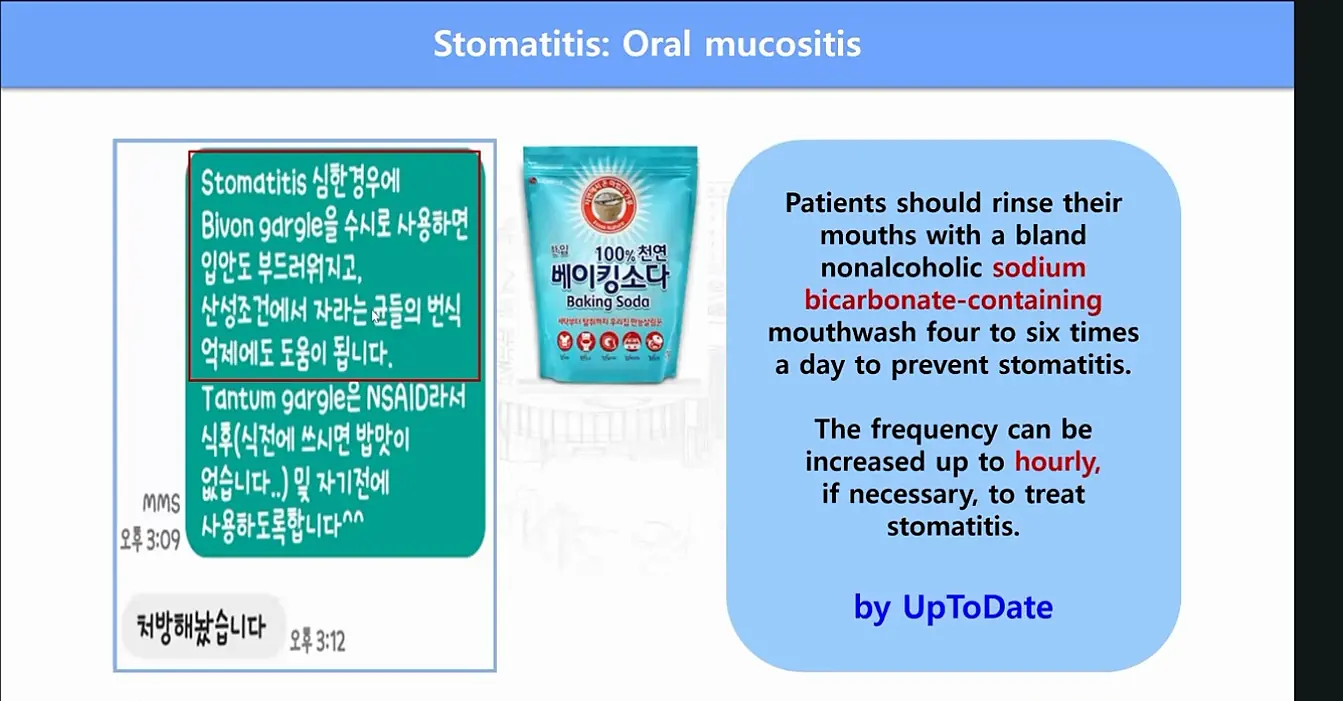 Stomatitis: Oral mucositis
Stomatitis 심한경우에
Bivon gargle을 수시로 사용하면
입안도 부드러워지고,
산성조건에서 자라는 균들의 번식
억제에도 도움이 됩니다.
Tantum gargle은 NSAID라서
식후(식전에 쓰시면 밥맛이
없습니다..) 및 자기전에
사용하도록합니다^^
MMS
오후 3:09
처방해놨습니다
오후 3:12
100% 천연
베이킹소다
Baking Soda
Patients should rinse their
mouths with a bland
nonalcoholic sodium
bicarbonate-containing
mouthwash four to six times
a day to prevent stomatitis.
The frequency can be
increased up to hourly,
if necessary, to treat
stomatitis.
by UpToDate